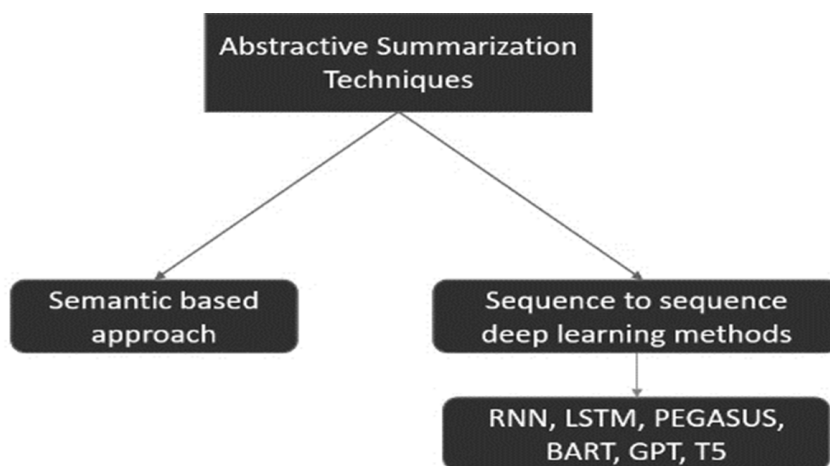 Abstractive Summarization
Techniques
Semantic based
approach
Sequence to sequence
deep learning methods
RNN, LSTM, PEGASUS,
BART, GPT, T5